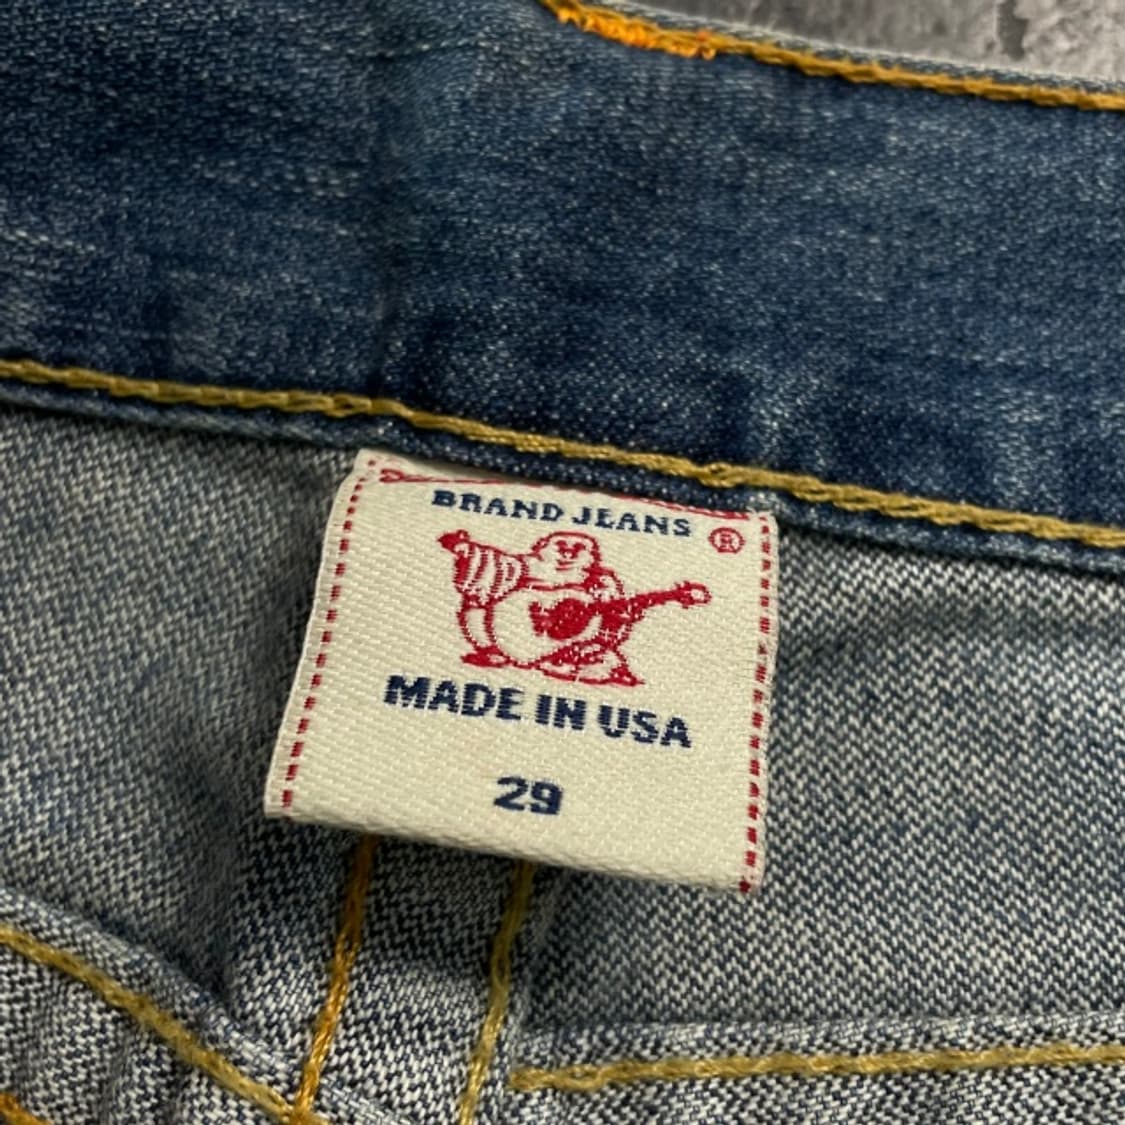 BRAND JEANS ®
MADE IN USA
29